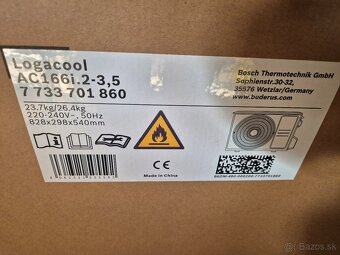 Logacool
AC166i.2-3,5
7 733 701 860
23.7kg/26.4kg
220-240V~, 50Hz
828x298x540mm
Bosch Thermotechnik GmbH
Sophienstr.30-32,
35576 Wetzlar/Germany
www.buderus.com
CE
Made in China
bazos.sk